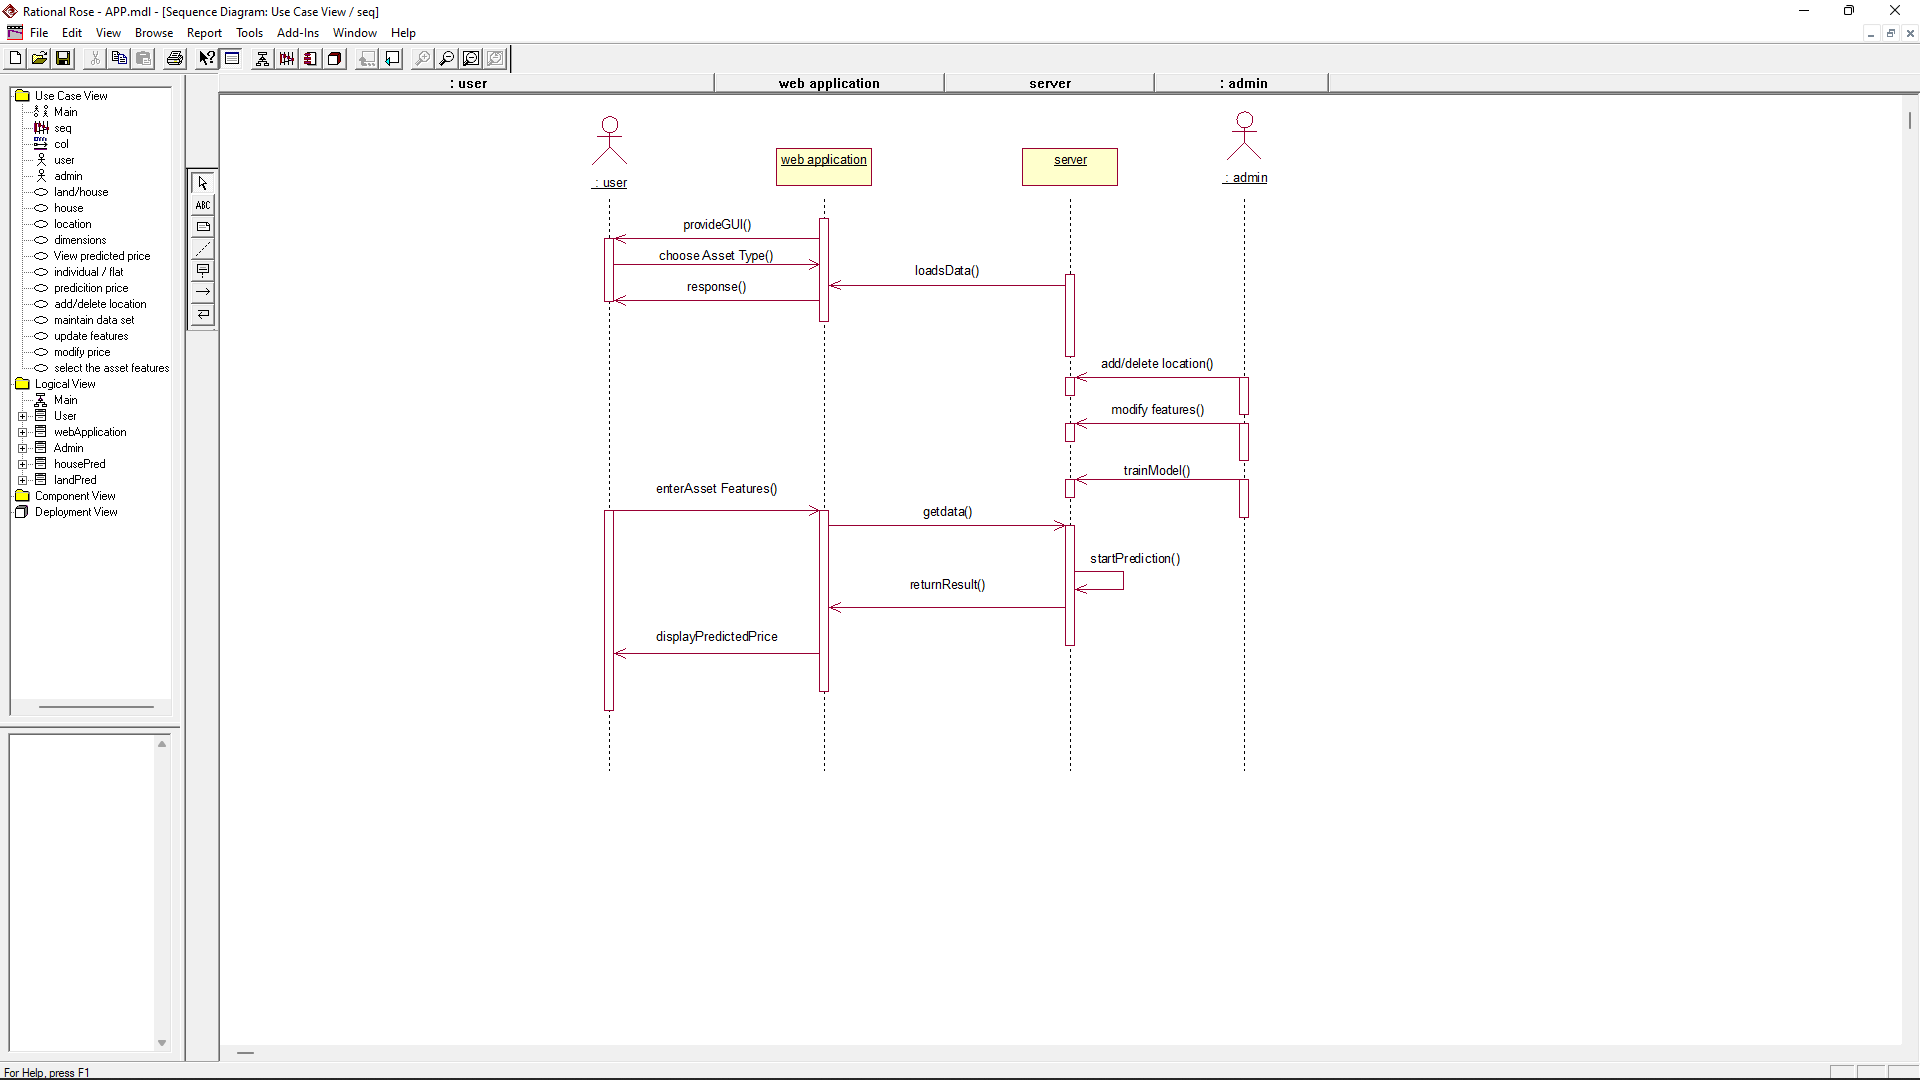 Rational Rose - APP.mdl - [Sequence Diagram: Use Case View / seq]
File Edit View Browse Report Tools Add-Ins Window Help
: user web application server : admin
Use Case View
Main
seq
col
user
admin
land/house
house
location
dimensions
View predicted price
individual / flat
predicition price
add/delete location
maintain data set
update features
modify price
select the asset features
Logical View
Main
User
webApplication
Admin
housePred
landPred
Component View
Deployment View
ABC
: user
web application
server
: admin
provideGUI()
choose Asset Type()
loadsData()
response()
add/delete location()
modify features()
trainModel()
enterAsset Features()
getdata()
startPrediction()
returnResult()
displayPredictedPrice
For Help, press F1